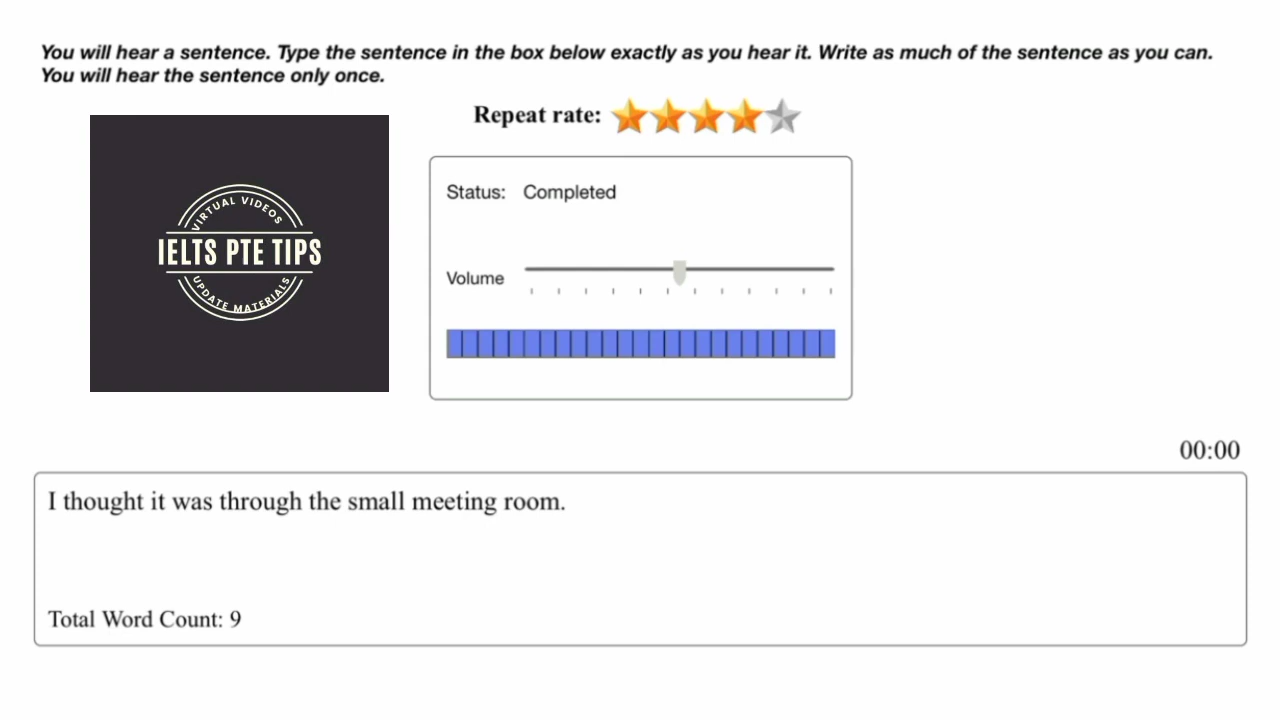 You will hear a sentence. Type the sentence in the box below exactly as you hear it. Write as much of the sentence as you can.
You will hear the sentence only once.
Repeat rate:
VIRTUAL VIDEOS
IELTS PTE TIPS
UPDATE MATERIALS
Status: Completed
Volume
00:00
I thought it was through the small meeting room.
Total Word Count: 9